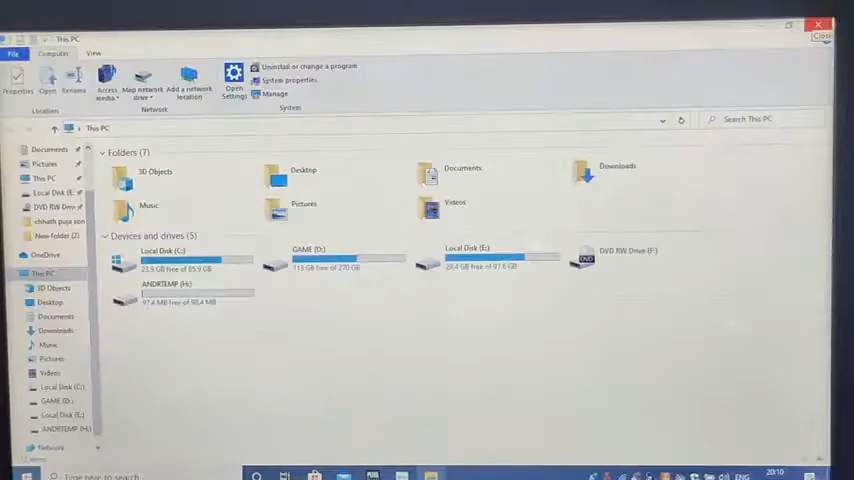 This PC
Close
File
Computer
View
Properties
Open
Rename
Access media
Map network drive
Add a network location
Open Settings
Uninstall or change a program
System properties
Manage
Location
Network
System
This PC
Search This PC
Documents
Pictures
This PC
Local Disk (E:
DVD RW Driv
chhath puja son
New folder (2)
OneDrive
This PC
3D Objects
Desktop
Documents
Downloads
Music
Pictures
Videos
Local Disk (C:)
GAME (D:)
Local Disk (E:)
ANDRTEMP (H:)
Network
Folders (7)
3D Objects
Desktop
Documents
Downloads
Music
Pictures
Videos
Devices and drives (5)
Local Disk (C:)
23.9 GB free of 85.9 GB
GAME (D:)
113 GB free of 270 GB
Local Disk (E:)
29.4 GB free of 97.6 GB
DVD RW Drive (F:)
DVD
ANDRTEMP (H:)
97.4 MB free of 98.4 MB
Type here to search
ENG
20:10